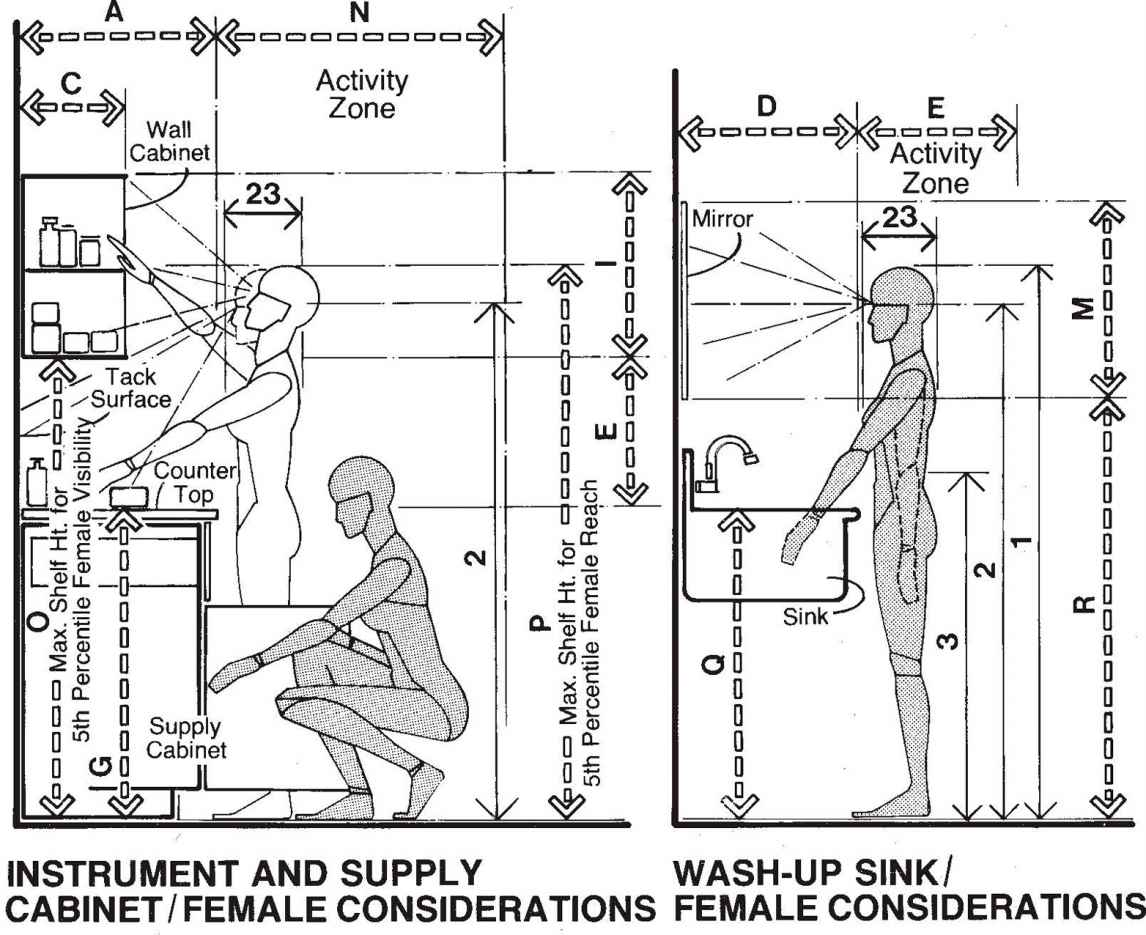 A
N
C
Activity
Zone
Wall
Cabinet
23
I
2
Tack
Surface
E
Counter
Top
O
Max. Shelf Ht. for
5th Percentile Female Visibility
G
Supply
Cabinet
P
Max. Shelf Ht. for
5th Percentile Female Reach
INSTRUMENT AND SUPPLY
CABINET/FEMALE CONSIDERATIONS
D
E
Activity
Zone
Mirror
23
M
Sink
Q
3
2
1
R
WASH-UP SINK/
FEMALE CONSIDERATIONS